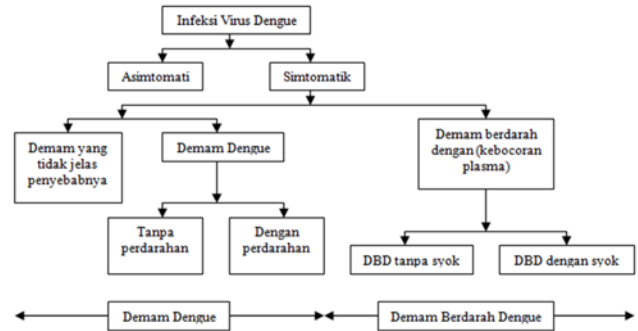 Infeksi Virus Dengue
Asimtomati
Simtomatik
Demam yang
tidak jelas
penyebabnya
Demam Dengue
Demam berdarah
dengan (kebocoran
plasma)
Tanpa
perdarahan
Dengan
perdarahan
DBD tanpa syok
DBD dengan syok
Demam Dengue
Demam Berdarah Dengue